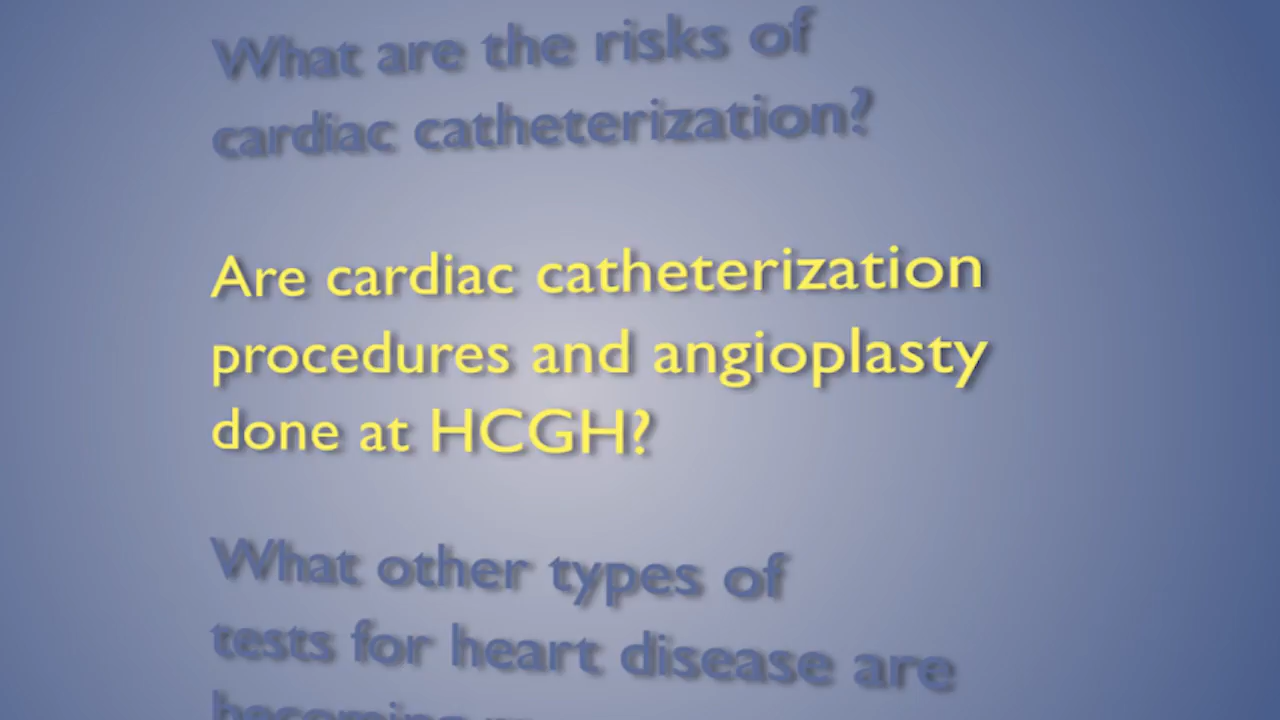 What are the risks of
cardiac catheterization?
Are cardiac catheterization
procedures and angioplasty
done at HCGH?
What other types of
tests for heart disease are